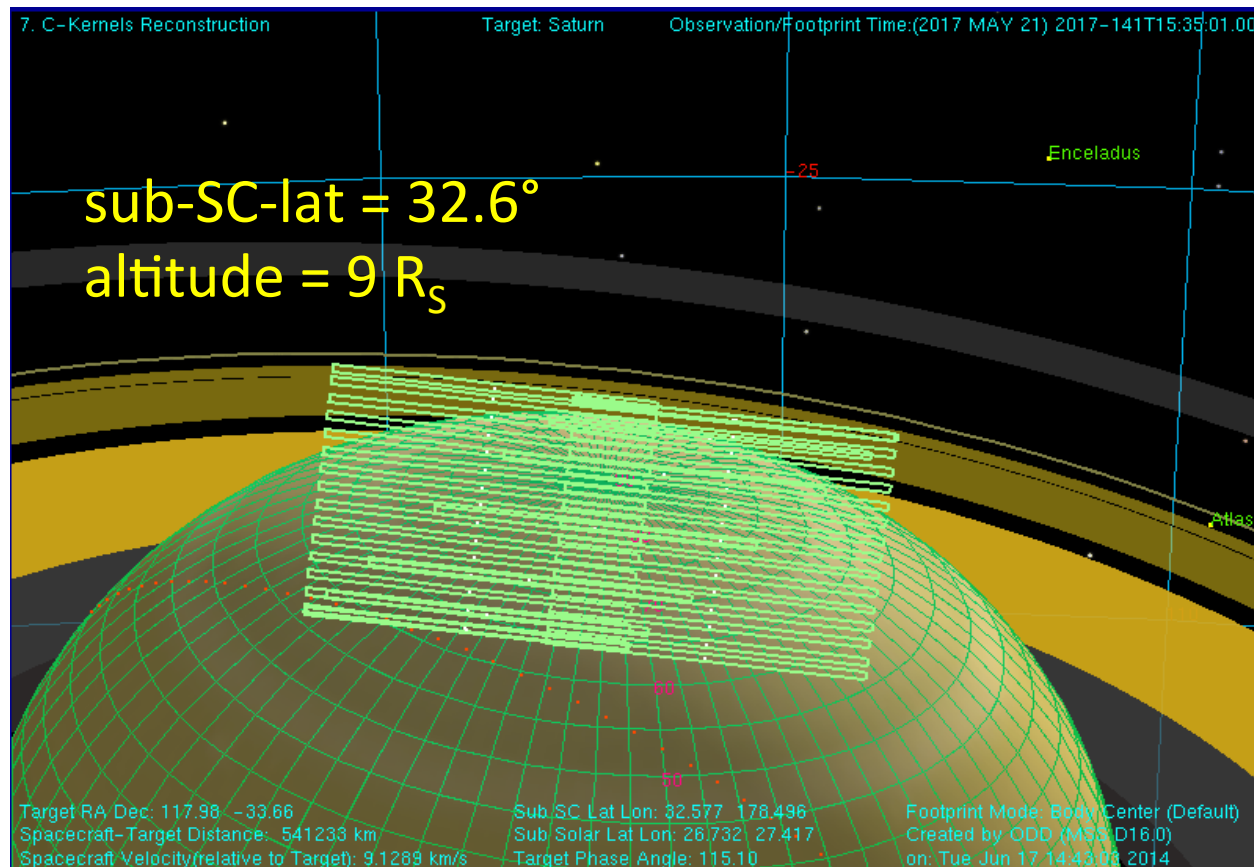 7. C-Kernels Reconstruction Target: Saturn Observation/Footprint Time:(2017 MAY 21) 2017-141T15:35:01.00
Enceladus
-25
sub-SC-lat = 32.6°
altitude = 9 R_S
Atlas
60
50
Target RA Dec: 117.98 -33.66 Sub SC Lat Lon: 32.577 178.496 Footprint Mode: Body Center (Default)
Spacecraft-Target Distance: 541233 km Sub Solar Lat Lon: 26.732 27.417 Created by ODD (MSS D16.0)
Spacecraft Velocity(relative to Target): 9.1289 km/s Target Phase Angle: 115.10 on: Tue Jun 17 14:43:03 2014